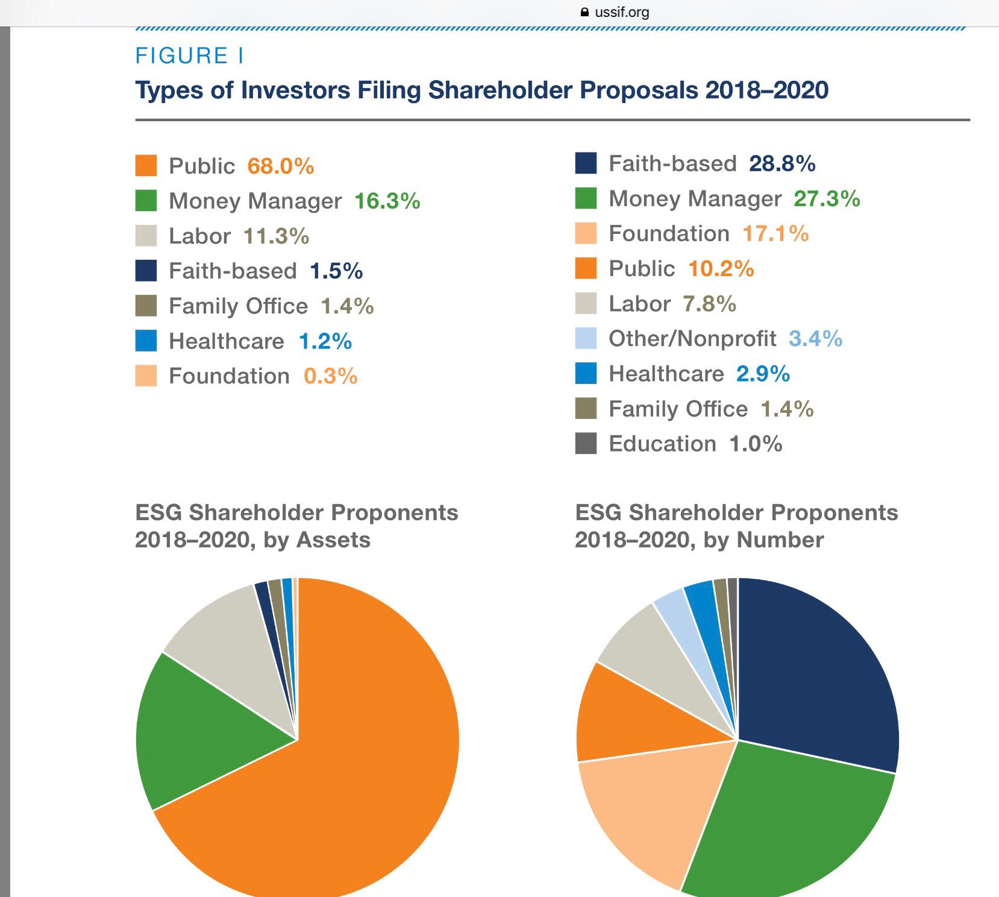 ussif.org
FIGURE I
Types of Investors Filing Shareholder Proposals 2018–2020
Public 68.0%
Money Manager 16.3%
Labor 11.3%
Faith-based 1.5%
Family Office 1.4%
Healthcare 1.2%
Foundation 0.3%
Faith-based 28.8%
Money Manager 27.3%
Foundation 17.1%
Public 10.2%
Labor 7.8%
Other/Nonprofit 3.4%
Healthcare 2.9%
Family Office 1.4%
Education 1.0%
ESG Shareholder Proponents
2018–2020, by Assets
ESG Shareholder Proponents
2018–2020, by Number